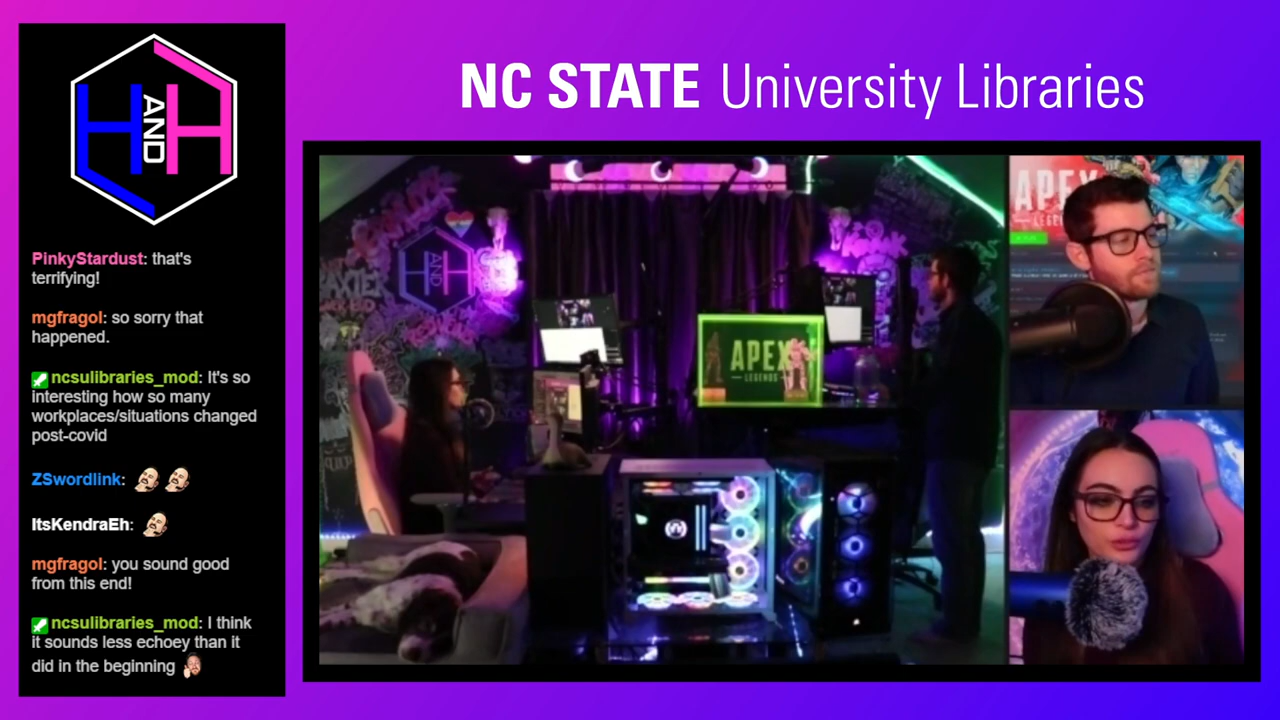 NC STATE University Libraries
H AND H
PinkyStardust: that's
terrifying!
mgfragol: so sorry that
happened.
ncsulibraries_mod: It's so
interesting how so many
workplaces/situations changed
post-covid
ZSwordlink:
ItsKendraEh:
mgfragol: you sound good
from this end!
ncsulibraries_mod: I think
it sounds less echoey than it
did in the beginning
H AND H
APEX
LEGENDS
APEX